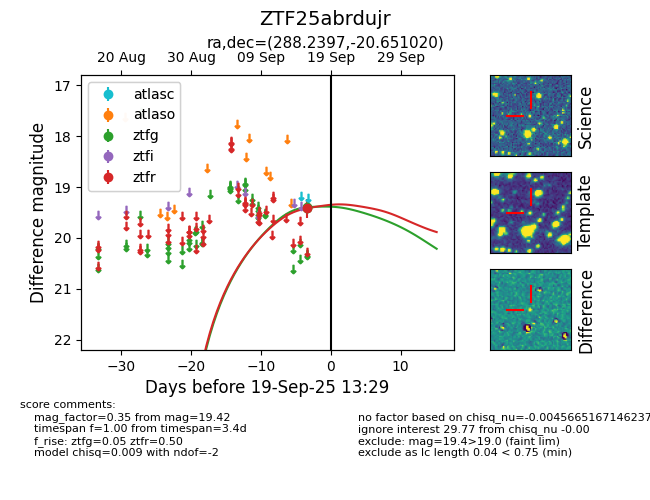 ZTF25abrdujr
ra,dec=(288.2397,-20.651020)
20 Aug 30 Aug 09 Sep 19 Sep 29 Sep
17
18
19
20
21
22
Difference magnitude
atlasc
atlaso
ztfg
ztfi
ztfr
−30 −20 −10 0 10
Days before 19-Sep-25 13:29
Science
Template
Difference
score comments:
mag_factor=0.35 from mag=19.42
timespan f=1.00 from timespan=3.4d
f_rise: ztfg=0.05 ztfr=0.50
model chisq=0.009 with ndof=-2
no factor based on chisq_nu=-0.0045665167146237
ignore interest 29.77 from chisq_nu -0.00
exclude: mag=19.4>19.0 (faint lim)
exclude as lc length 0.04 < 0.75 (min)